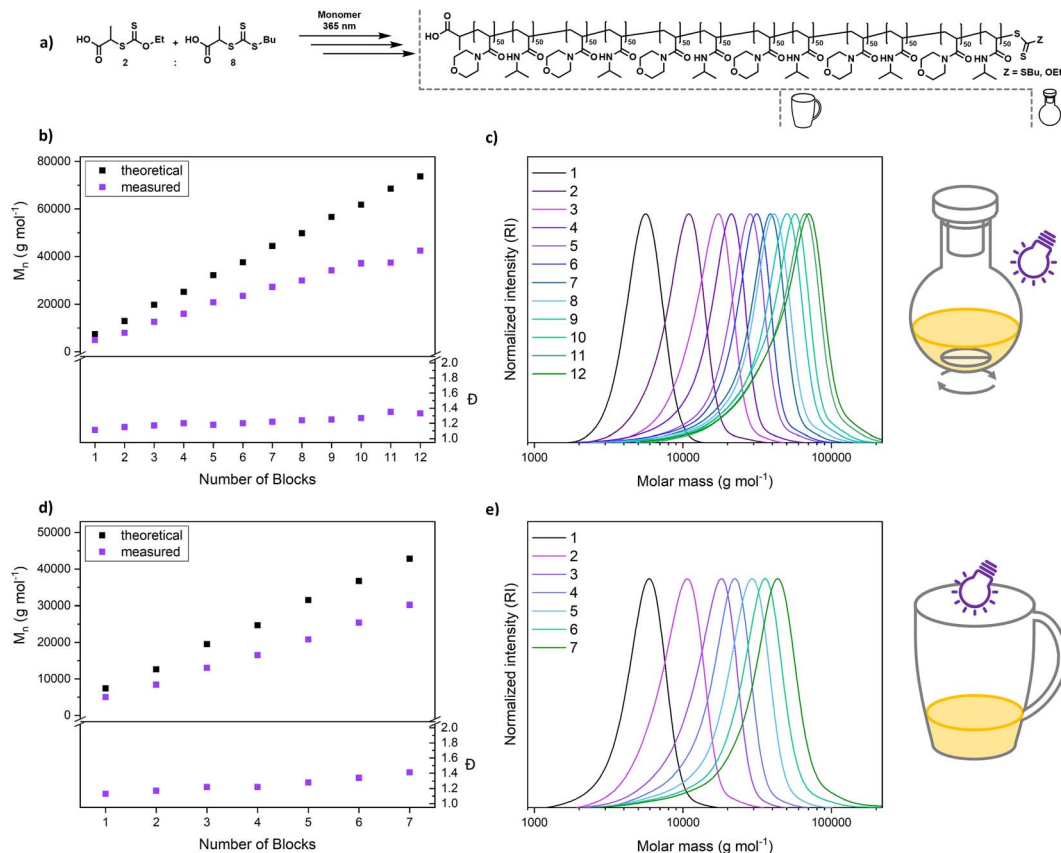 a)
HO
O
S
S
O
Et
2
+
:
HO
O
S
S
S
Bu
8
Monomer
365 nm
HO
O
50 50 50 50 50 50 50 50 50 50 50 50
S
Z
S
N O HN O N O HN O N O HN O N O HN O N O HN O N O HN O
O O O O O O
Z = SBu, OEt
b)
theoretical
measured
80000
60000
40000
20000
0
Mn (g mol⁻¹)
2.0
1.8
1.6
1.4
1.2
1.0
Đ
1 2 3 4 5 6 7 8 9 10 11 12
Number of Blocks
c)
1
2
3
4
5
6
7
8
9
10
11
12
Normalized intensity (RI)
1000 10000 100000
Molar mass (g mol⁻¹)
d)
theoretical
measured
50000
40000
30000
20000
10000
0
Mn (g mol⁻¹)
2.0
1.8
1.6
1.4
1.2
1.0
Đ
1 2 3 4 5 6 7
Number of Blocks
e)
1
2
3
4
5
6
7
Normalized intensity (RI)
1000 10000 100000
Molar mass (g mol⁻¹)